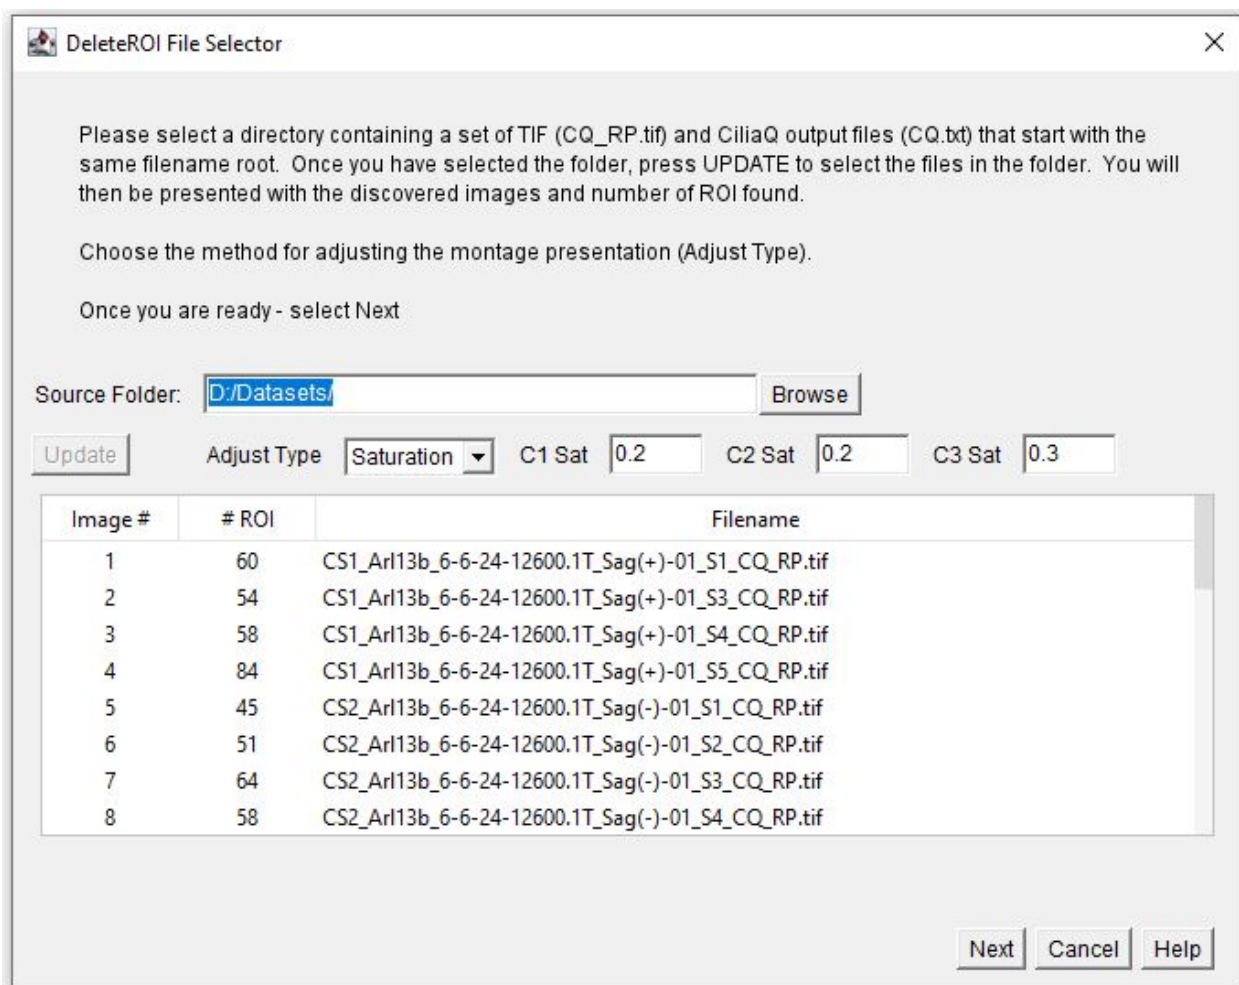 DeleteROI File Selector
Please select a directory containing a set of TIF (CQ_RP.tif) and CiliaQ output files (CQ.txt) that start with the
same filename root.  Once you have selected the folder, press UPDATE to select the files in the folder.  You will
then be presented with the discovered images and number of ROI found.
Choose the method for adjusting the montage presentation (Adjust Type).
Once you are ready - select Next
Source Folder: D:/Datasets/ Browse
Update Adjust Type Saturation C1 Sat 0.2 C2 Sat 0.2 C3 Sat 0.3
Image # # ROI Filename
1 60 CS1_Arl13b_6-6-24-12600.1T_Sag(+)-01_S1_CQ_RP.tif
2 54 CS1_Arl13b_6-6-24-12600.1T_Sag(+)-01_S3_CQ_RP.tif
3 58 CS1_Arl13b_6-6-24-12600.1T_Sag(+)-01_S4_CQ_RP.tif
4 84 CS1_Arl13b_6-6-24-12600.1T_Sag(+)-01_S5_CQ_RP.tif
5 45 CS2_Arl13b_6-6-24-12600.1T_Sag(-)-01_S1_CQ_RP.tif
6 51 CS2_Arl13b_6-6-24-12600.1T_Sag(-)-01_S2_CQ_RP.tif
7 64 CS2_Arl13b_6-6-24-12600.1T_Sag(-)-01_S3_CQ_RP.tif
8 58 CS2_Arl13b_6-6-24-12600.1T_Sag(-)-01_S4_CQ_RP.tif
Next Cancel Help